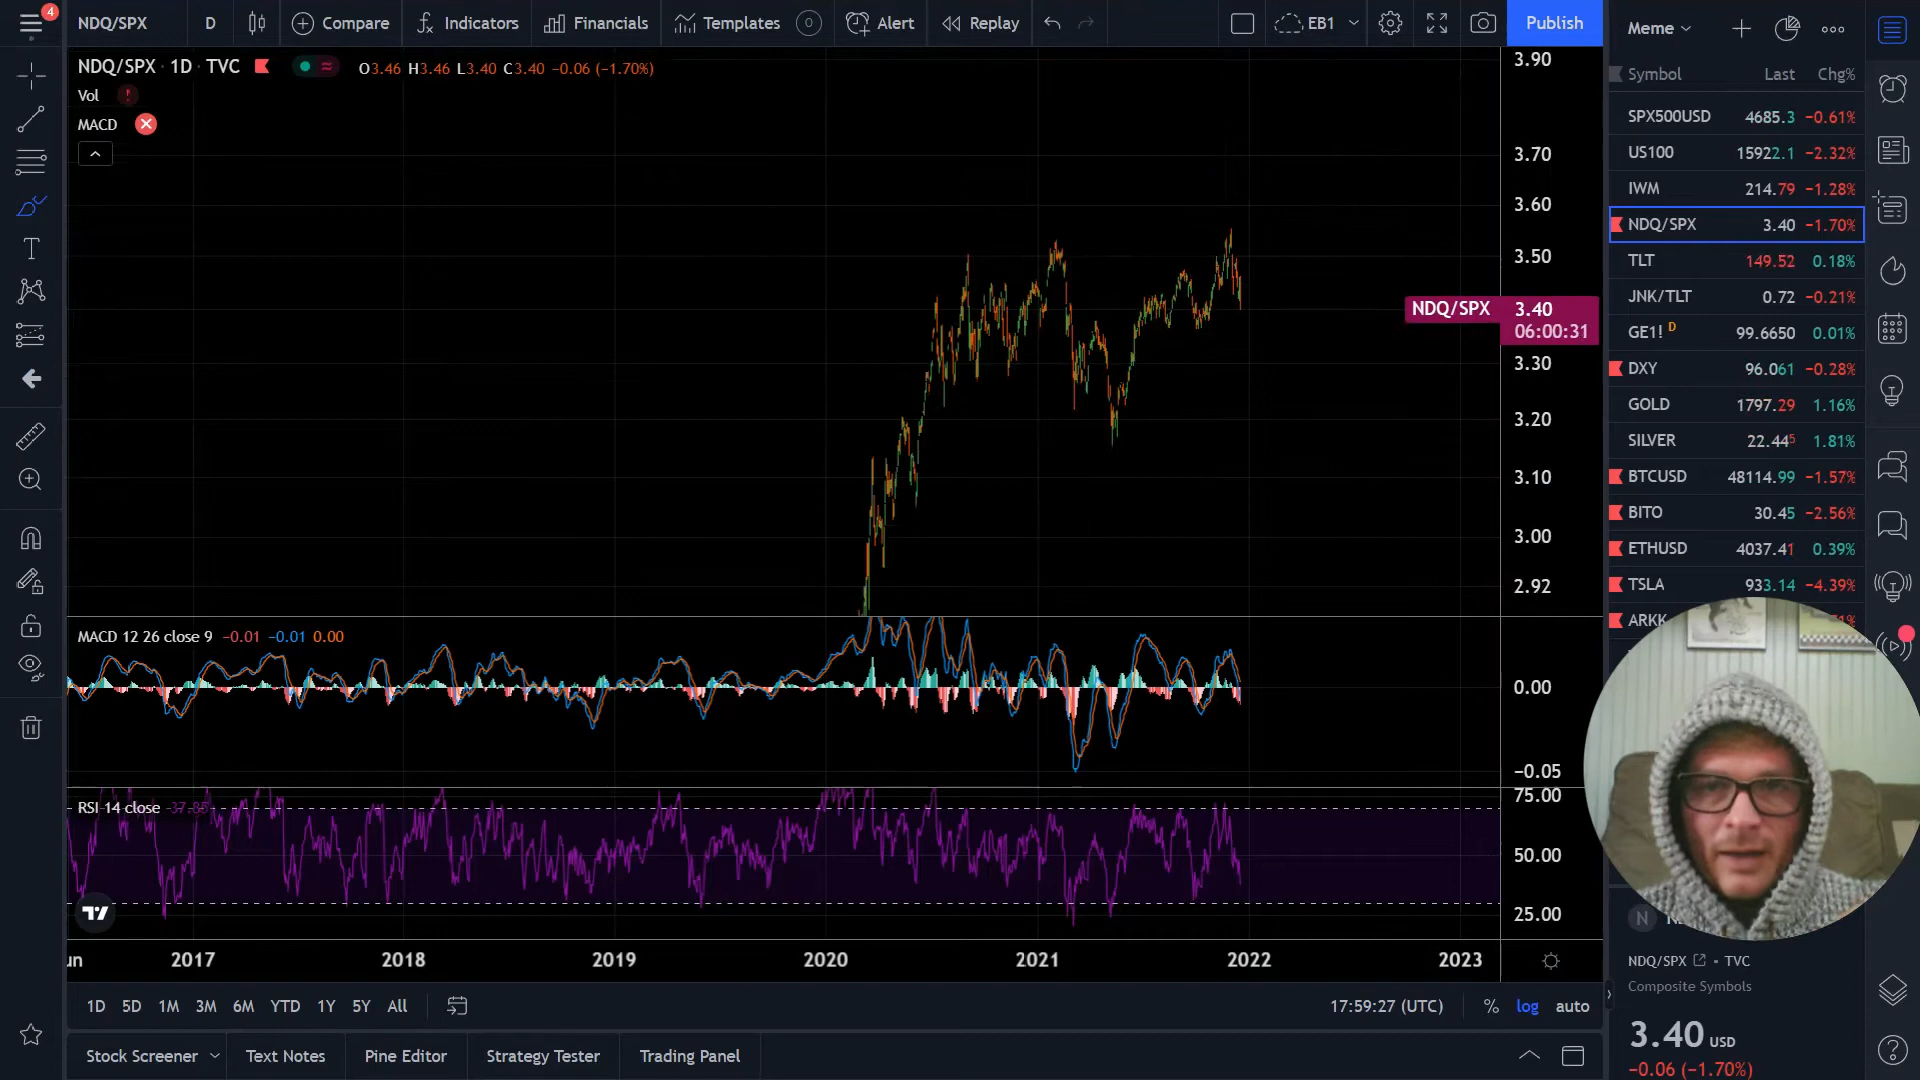 4
NDQ/SPX
D
Compare
Indicators
Financials
Templates
0
Alert
Replay
EB1
Publish
Meme
NDQ/SPX · 1D · TVC
O3.46 H3.46 L3.40 C3.40 −0.06 (−1.70%)
Vol
!
MACD
3.90
3.70
3.60
3.50
NDQ/SPX 3.40
06:00:31
3.30
3.20
3.10
3.00
2.92
Symbol Last Chg%
SPX500USD 4685.3 −0.61%
US100 15922.1 −2.32%
IWM 214.79 −1.28%
NDQ/SPX 3.40 −1.70%
TLT 149.52 0.18%
JNK/TLT 0.72 −0.21%
GE1! D 99.6650 0.01%
DXY 96.061 −0.28%
GOLD 1797.29 1.16%
SILVER 22.445 1.81%
BTCUSD 48114.99 −1.57%
BITO 30.45 −2.56%
ETHUSD 4037.41 0.39%
TSLA 933.14 −4.39%
ARKK
MACD 12 26 close 9 −0.01 −0.01 0.00
0.00
−0.05
RSI 14 close 37.85
75.00
50.00
25.00
2017
2018
2019
2020
2021
2022
2023
1D 5D 1M 3M 6M YTD 1Y 5Y All
17:59:27 (UTC)
% log auto
Stock Screener
Text Notes
Pine Editor
Strategy Tester
Trading Panel
N
NDQ/SPX • TVC
Composite Symbols
3.40 USD
−0.06 (−1.70%)